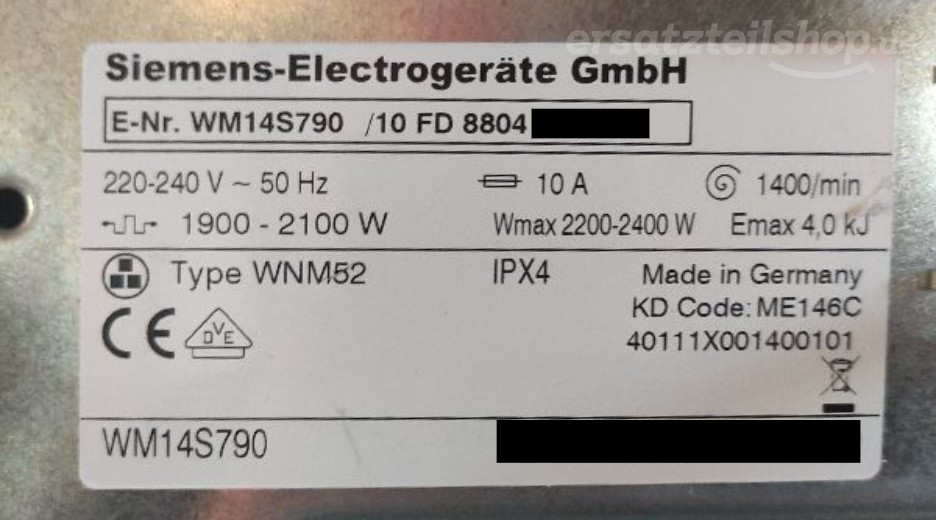 ersatzteilshop.
Siemens-Electrogeräte GmbH
E-Nr. WM14S790 /10 FD 8804
220-240 V ~ 50 Hz 10 A 1400/min
1900 - 2100 W Wmax 2200-2400 W Emax 4,0 kJ
Type WNM52 IPX4 Made in Germany
KD Code: ME146C
CE DVE 40111X001400101
WM14S790